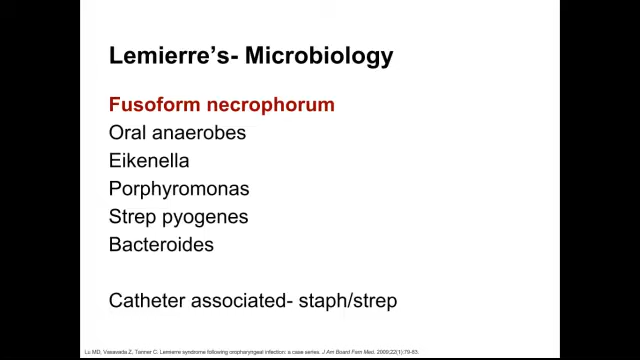 Lemierre's- Microbiology
Fusoform necrophorum
Oral anaerobes
Eikenella
Porphyromonas
Strep pyogenes
Bacteroides
Catheter associated- staph/strep
Lu MD, Vasavada Z, Tanner C. Lemierre syndrome following oropharyngeal infection: a case series. J Am Board Fam Med. 2009;22(1):79-83.